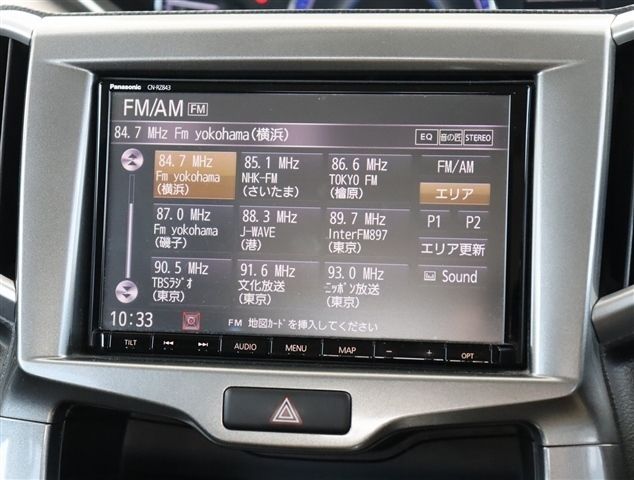 Panasonic CN-RZ843
FM/AM FM
84.7 MHz Fm yokohama(横浜) EQ 音の匠 STEREO
84.7 MHz
Fm yokohama
(横浜)
85.1 MHz
NHK-FM
(さいたま)
86.6 MHz
TOKYO FM
(檜原)
FM/AM
エリア
87.0 MHz
Fm yokohama
(磯子)
88.3 MHz
J-WAVE
(港)
89.7 MHz
InterFM897
(東京)
P1 P2
エリア更新
90.5 MHz
TBSラジオ
(東京)
91.6 MHz
文化放送
(東京)
93.0 MHz
ニッポン放送
(東京)
Sound
10:33 FM 地図カードを挿入してください
TILT AUDIO MENU MAP − + OPT